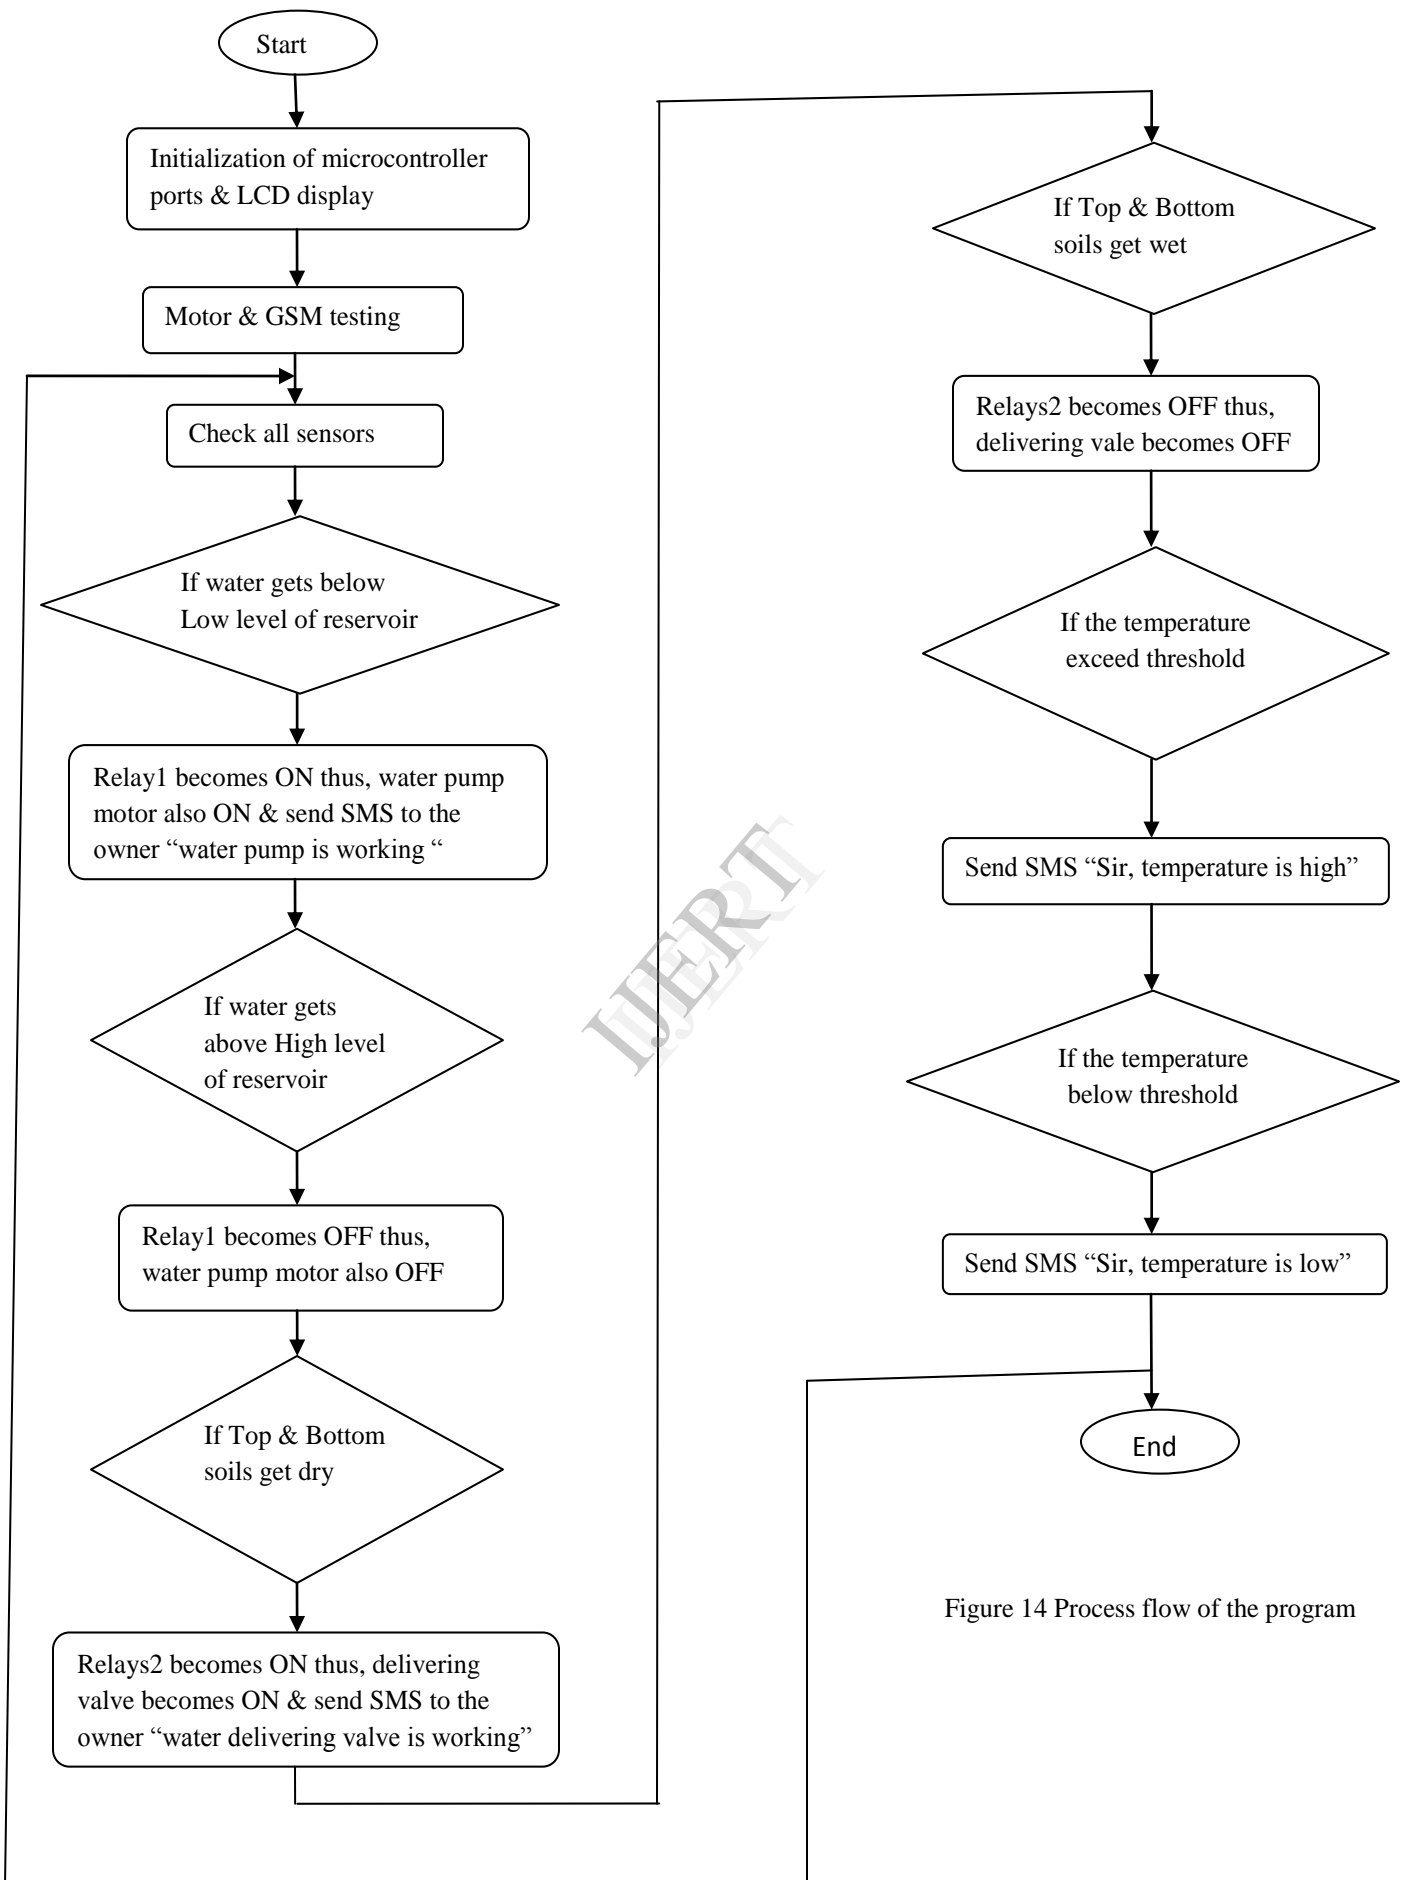 Start
Initialization of microcontroller
ports & LCD display
Motor & GSM testing
Check all sensors
If water gets below
Low level of reservoir
Relay1 becomes ON thus, water pump
motor also ON & send SMS to the
owner “water pump is working “
If water gets
above High level
of reservoir
Relay1 becomes OFF thus,
water pump motor also OFF
If Top & Bottom
soils get dry
Relays2 becomes ON thus, delivering
valve becomes ON & send SMS to the
owner “water delivering valve is working”
If Top & Bottom
soils get wet
Relays2 becomes OFF thus,
delivering vale becomes OFF
If the temperature
exceed threshold
Send SMS “Sir, temperature is high”
If the temperature
below threshold
Send SMS “Sir, temperature is low”
End
Figure 14 Process flow of the program
IJERT